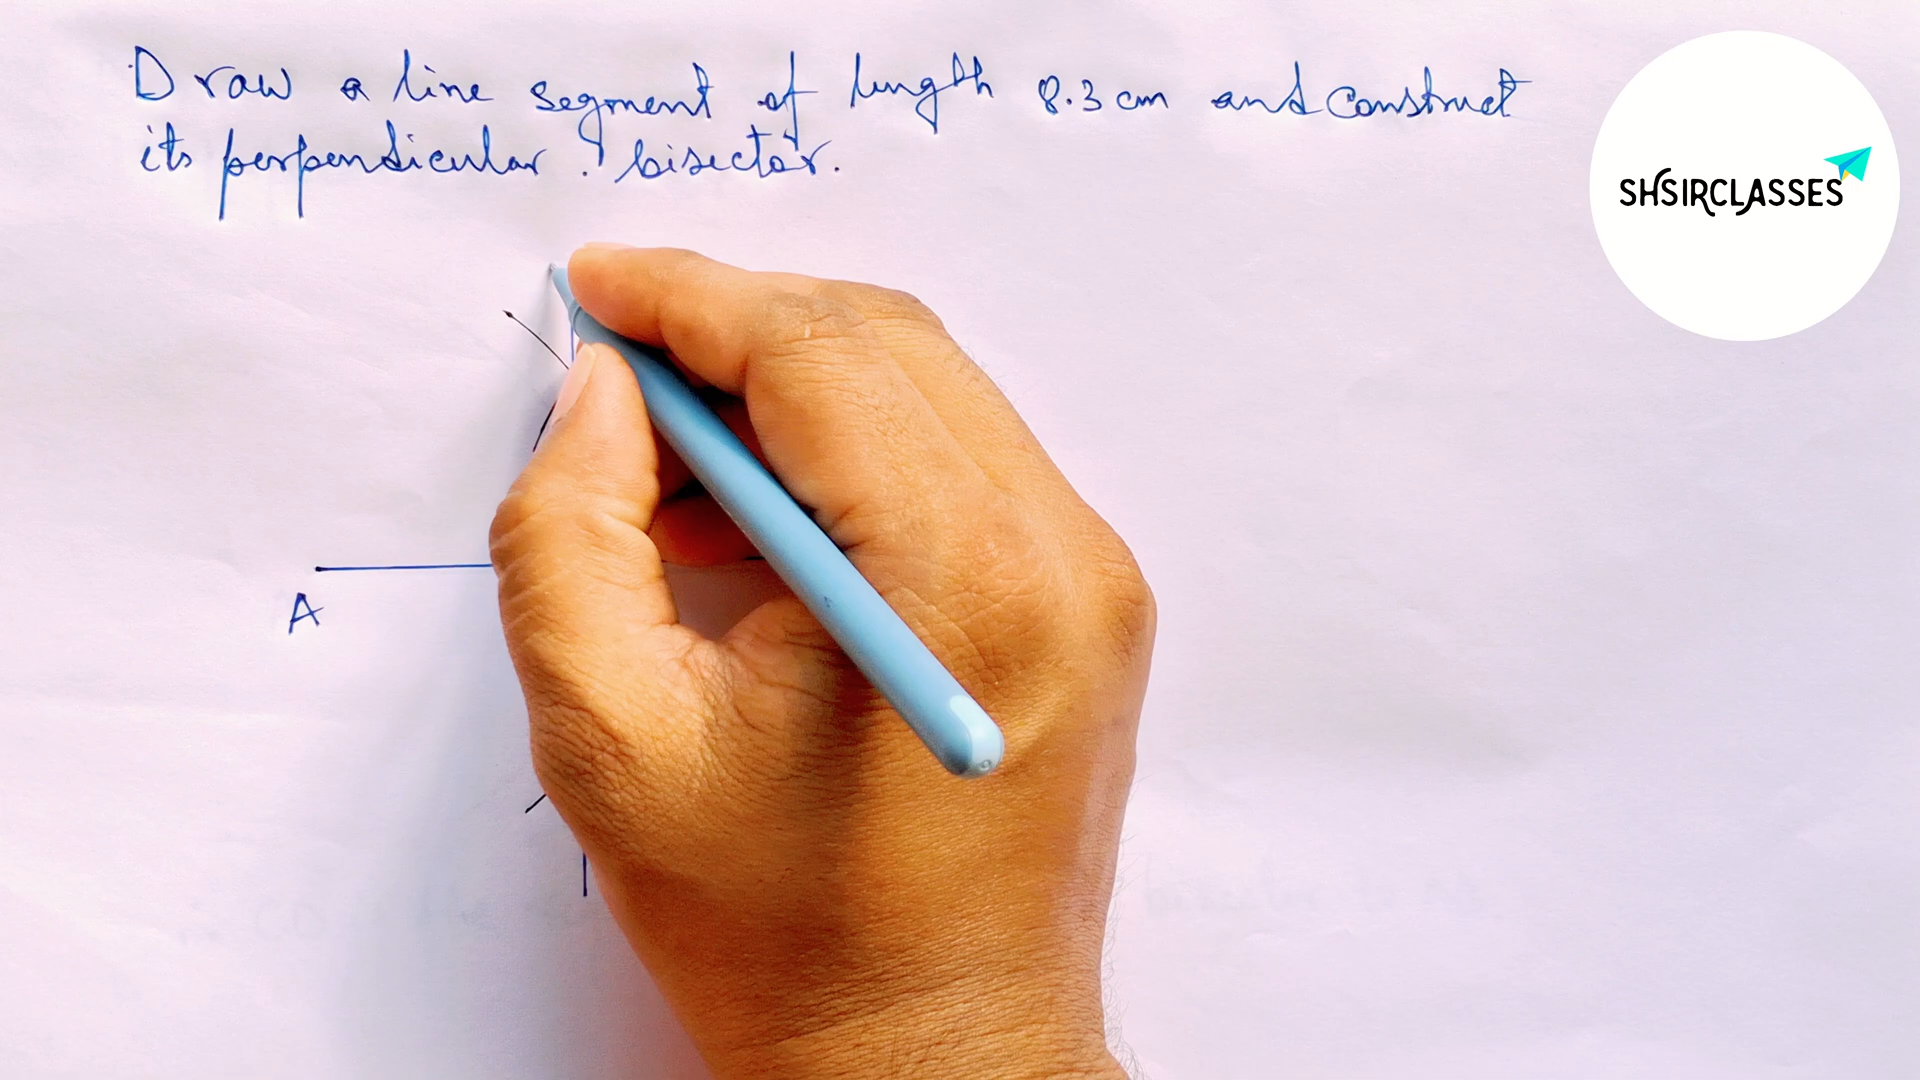 Draw a line segment of length 8.3 cm and construct
its perpendicular . bisector.
SHSIRCLASSES
A